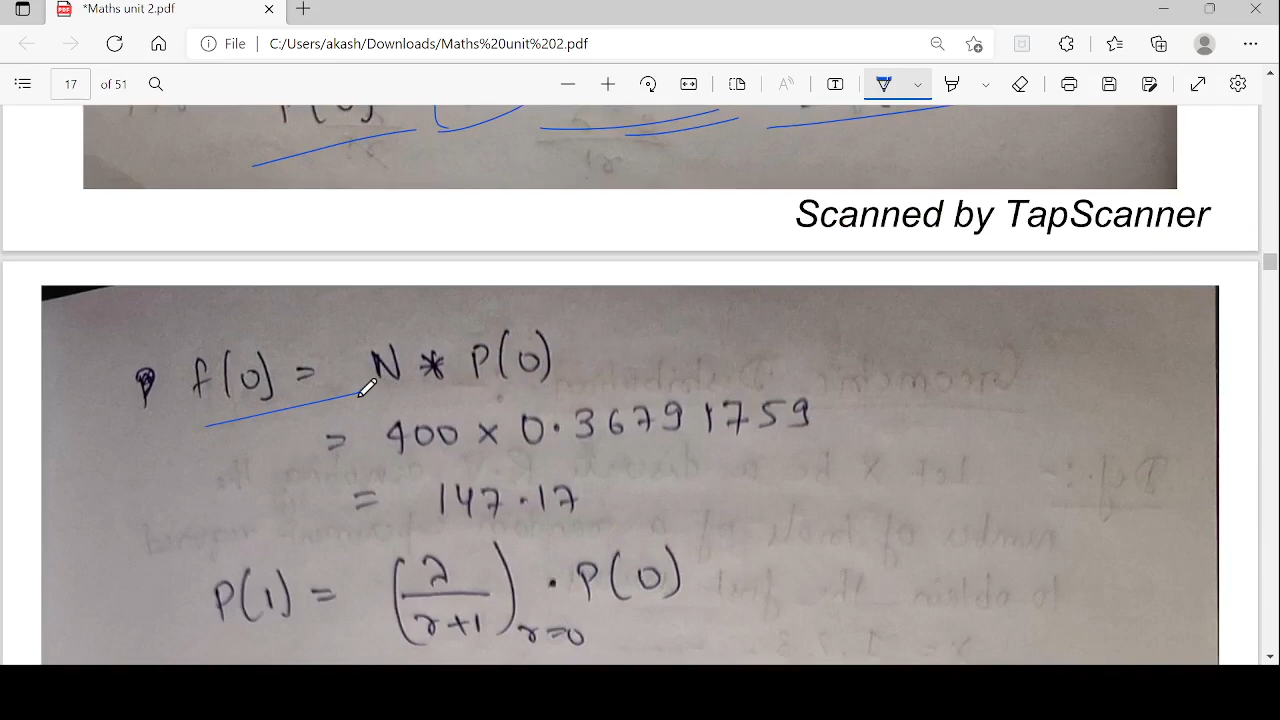 *Maths unit 2.pdf
File C:/Users/akash/Downloads/Maths%20unit%202.pdf
17 of 51
P(0)
Scanned by TapScanner
f(0) = N * P(0)
= 400 × 0.36791759
= 147.17
P(1) = (λ/r+1)r=0 . P(0)